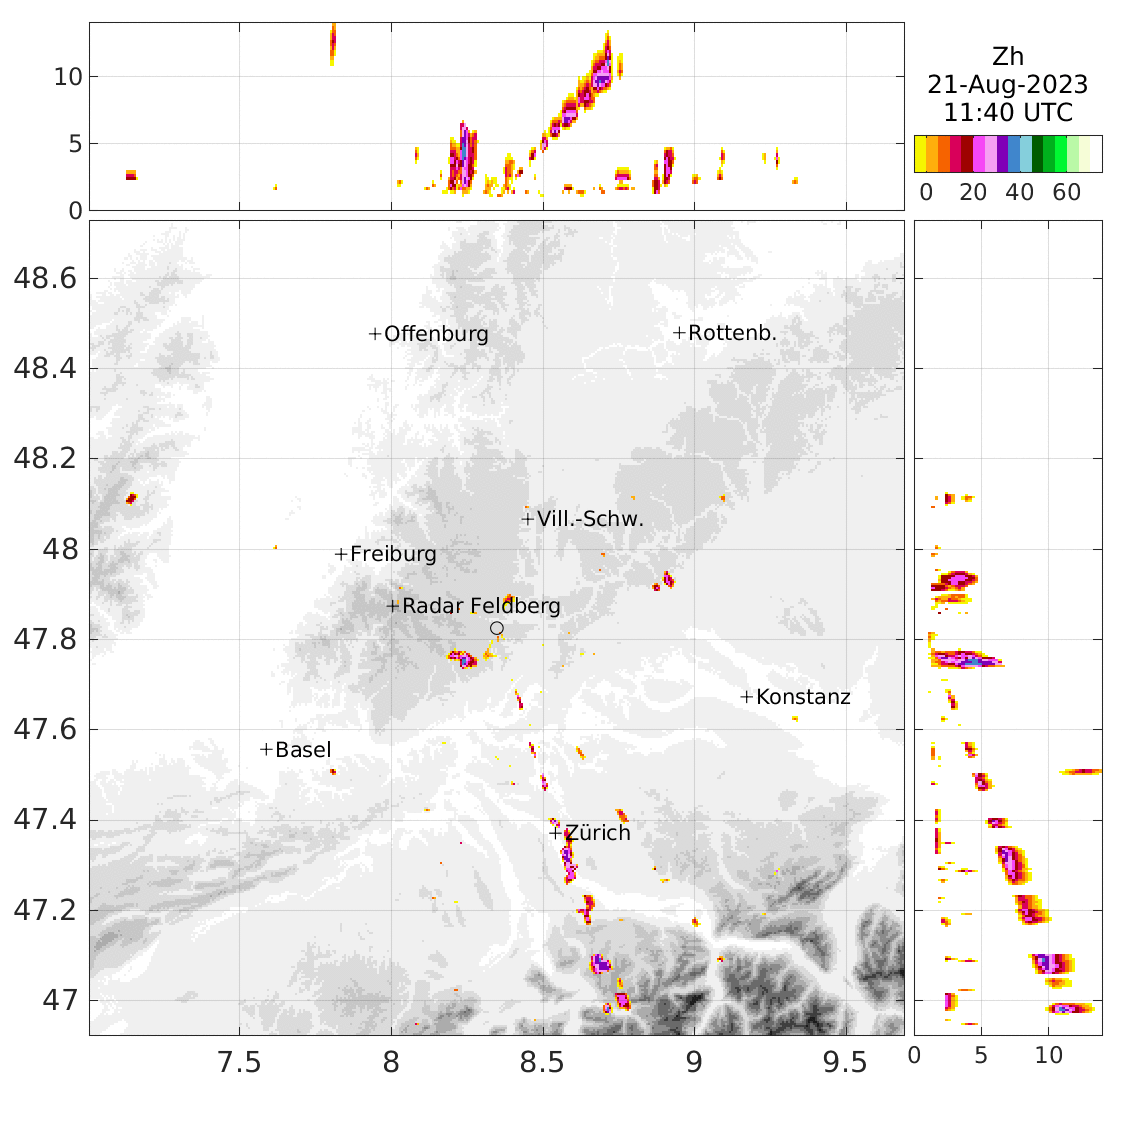 Zh
21-Aug-2023
11:40 UTC
0 20 40 60
10
5
0
48.6
48.4
48.2
48
47.8
47.6
47.4
47.2
47
+Offenburg
+Rottenb.
+Vill.-Schw.
+Freiburg
+Radar Feldberg
+Konstanz
+Basel
+Zürich
7.5 8 8.5 9 9.5
0 5 10